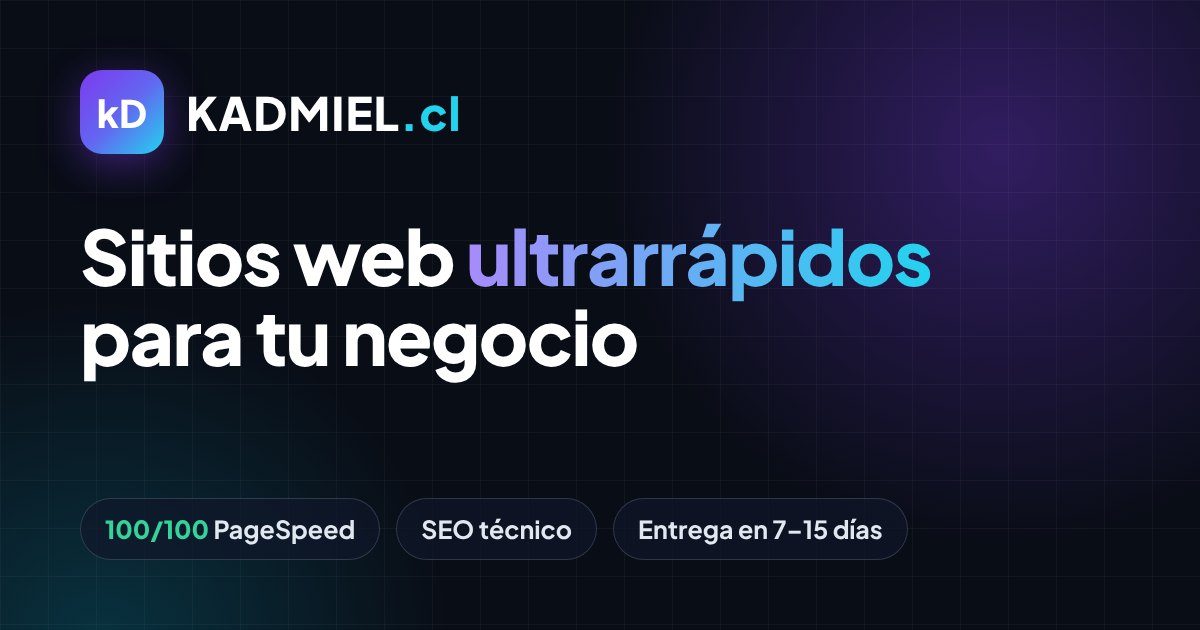 kD
KADMIEL.cl
Sitios web ultrarrápidos
para tu negocio
100/100 PageSpeed
SEO técnico
Entrega en 7–15 días